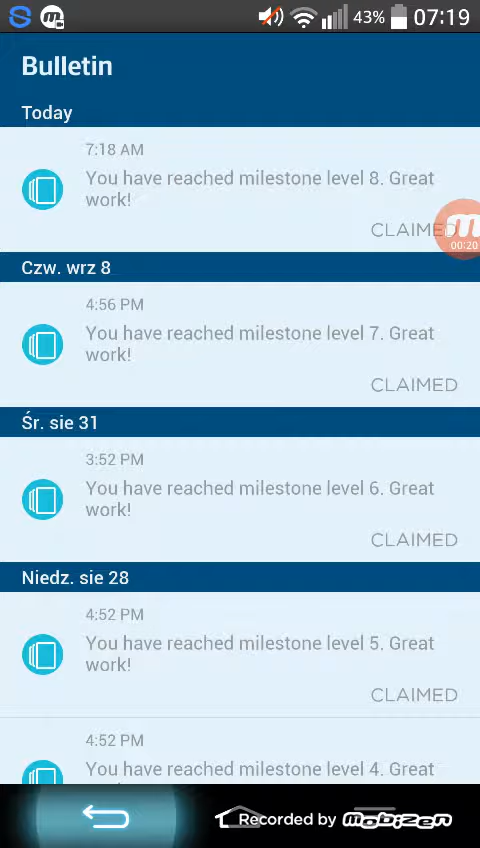 43% 07:19
Bulletin
Today
7:18 AM
You have reached milestone level 8. Great
work!
CLAIMED
00:20
Czw. wrz 8
4:56 PM
You have reached milestone level 7. Great
work!
CLAIMED
Śr. sie 31
3:52 PM
You have reached milestone level 6. Great
work!
CLAIMED
Niedz. sie 28
4:52 PM
You have reached milestone level 5. Great
work!
CLAIMED
4:52 PM
You have reached milestone level 4. Great
Recorded by mobizen